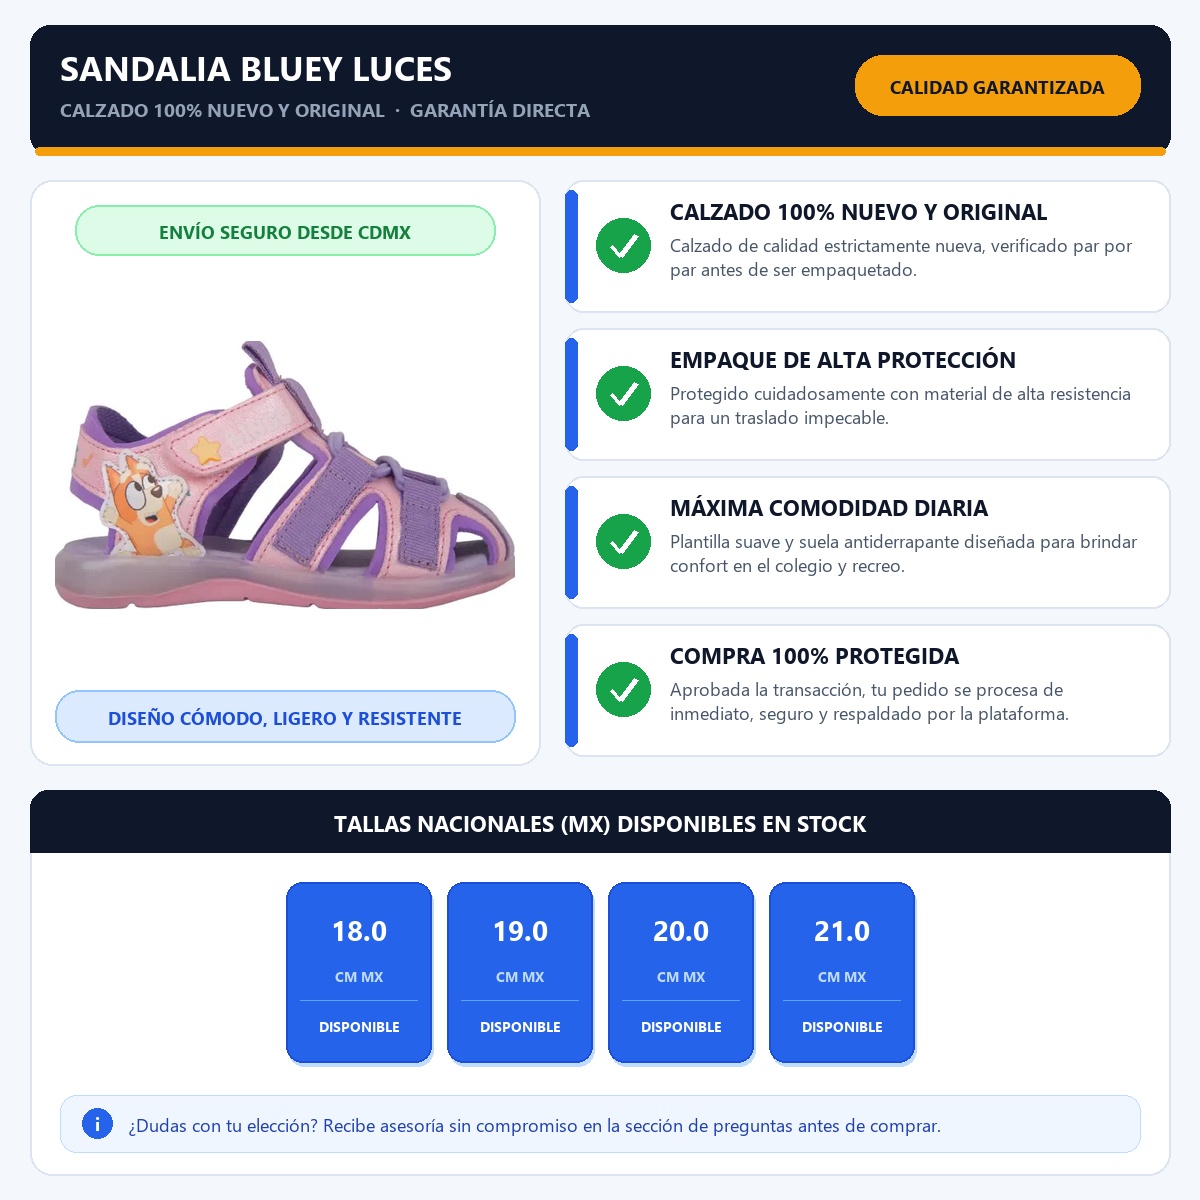 SANDALIA BLUEY LUCES
CALZADO 100% NUEVO Y ORIGINAL · GARANTÍA DIRECTA
CALIDAD GARANTIZADA
ENVÍO SEGURO DESDE CDMX
DISEÑO CÓMODO, LIGERO Y RESISTENTE
CALZADO 100% NUEVO Y ORIGINAL
Calzado de calidad estrictamente nueva, verificado par por
par antes de ser empaquetado.
EMPAQUE DE ALTA PROTECCIÓN
Protegido cuidadosamente con material de alta resistencia
para un traslado impecable.
MÁXIMA COMODIDAD DIARIA
Plantilla suave y suela antiderrapante diseñada para brindar
confort en el colegio y recreo.
COMPRA 100% PROTEGIDA
Aprobada la transacción, tu pedido se procesa de
inmediato, seguro y respaldado por la plataforma.
TALLAS NACIONALES (MX) DISPONIBLES EN STOCK
18.0
CM MX
DISPONIBLE
19.0
CM MX
DISPONIBLE
20.0
CM MX
DISPONIBLE
21.0
CM MX
DISPONIBLE
¿Dudas con tu elección? Recibe asesoría sin compromiso en la sección de preguntas antes de comprar.